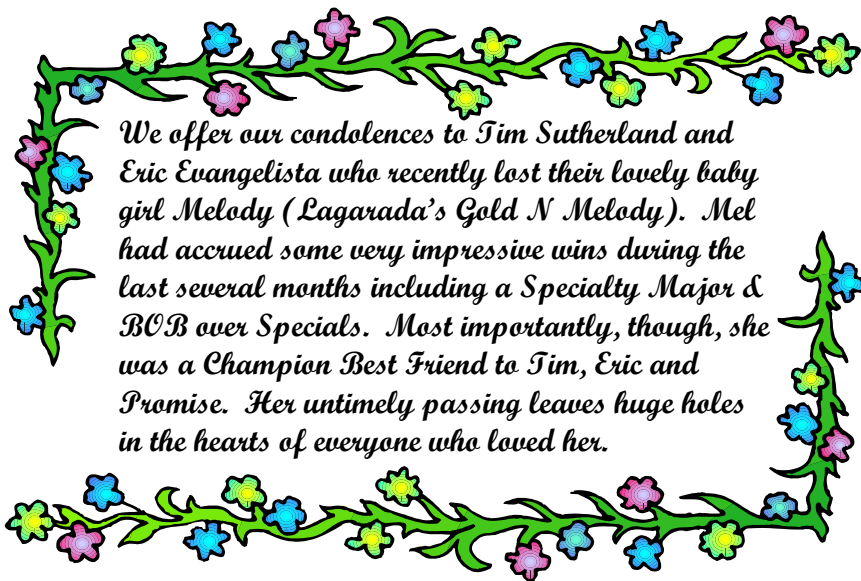 We offer our condolences to Tim Sutherland and
Eric Evangelista who recently lost their lovely baby
girl Melody (Lagarada's Gold N Melody). Mel
had accrued some very impressive wins during the
last several months including a Specialty Major &
BOB over Specials. Most importantly, though, she
was a Champion Best Friend to Tim, Eric and
Promise. Her untimely passing leaves huge holes
in the hearts of everyone who loved her.